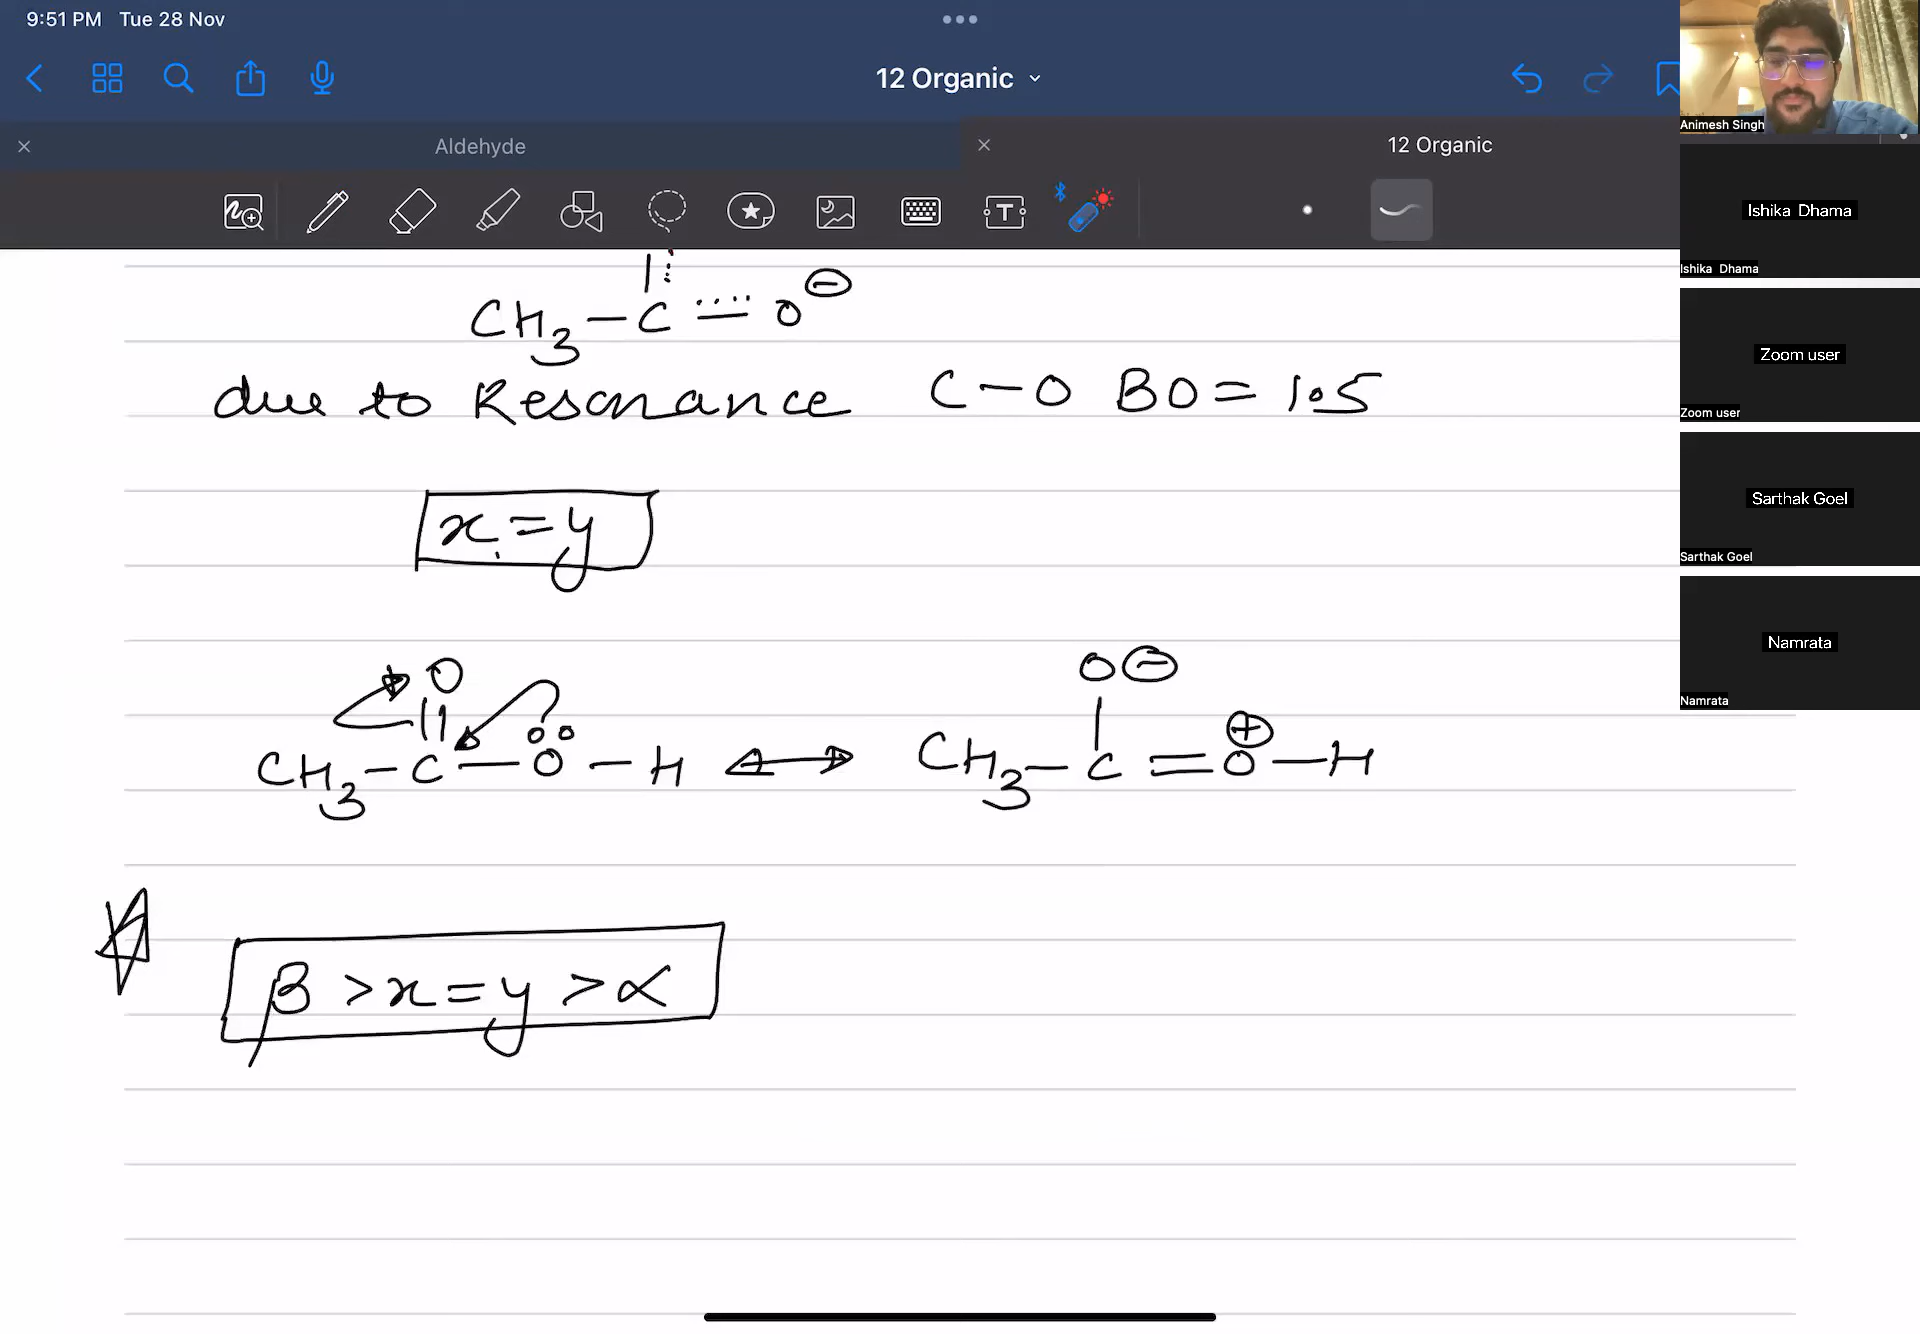 9:51 PM Tue 28 Nov
12 Organic
Aldehyde
12 Organic
Animesh Singh
Ishika Dhama
Ishika Dhama
Zoom user
Zoom user
Sarthak Goel
Sarthak Goel
Namrata
Namrata
CH3–C⋯O⊖
due to Resonance C–O BO = 1.5
x = y
O O⊖
CH3–C–O–H ↔ CH3–C=O⊕–H
β > x = y > α